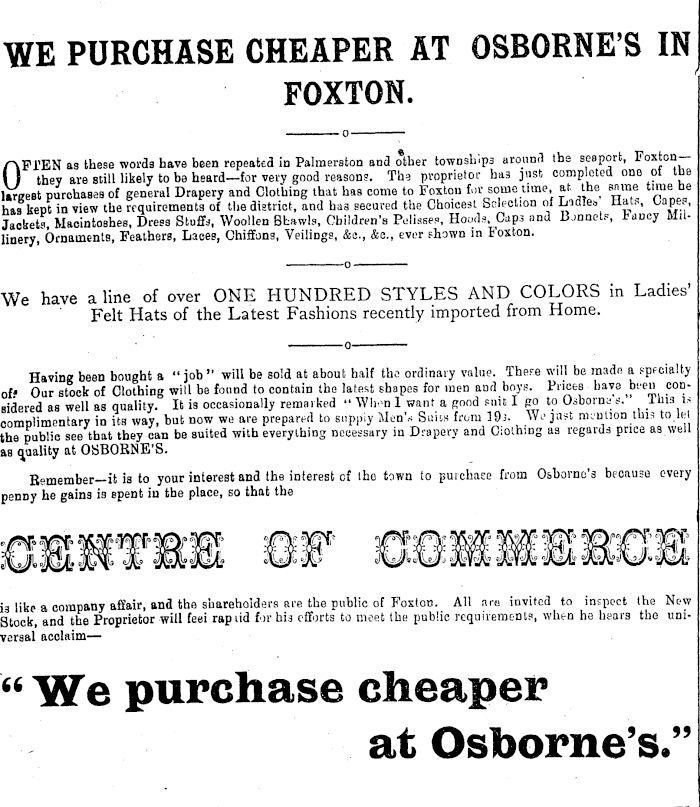 WE PURCHASE CHEAPER AT OSBORNE'S IN
FOXTON.
OFTEN as these words have been repeated in Palmerston and other townships around the seaport, Foxton—
they are still likely to be heard—for very good reasons. The proprietor has just completed one of the
largest purchases of general Drapery and Clothing that has come to Foxton for some time, at the same time he
has kept in view the requirements of the district, and has secured the Choicest Selection of Ladies' Hats, Capes,
Jackets, Macintoshes, Dress Stuffs, Woollen Shawls, Children's Pelisses, Hoods, Caps and Bonnets, Fancy Mil-
linery, Ornaments, Feathers, Laces, Chiffons, Veilings, &c., &c., ever shown in Foxton.
We have a line of over ONE HUNDRED STYLES AND COLORS in Ladies'
Felt Hats of the Latest Fashions recently imported from Home.
Having been bought a "job" will be sold at about half the ordinary value. There will be made a specialty
of. Our stock of Clothing will be found to contain the latest shapes for men and boys. Prices have been con-
sidered as well as quality. It is occasionally remarked "When I want a good suit I go to Osborne's." This is
complimentary in its way, but now we are prepared to supply Men's Suits from 19s. We just mention this to let
the public see that they can be suited with everything necessary in Drapery and Clothing as regards price as well
as quality at OSBORNE'S.
Remember—it is to your interest and the interest of the town to purchase from Osborne's because every
penny he gains is spent in the place, so that the
CENTRE OF COMMERCE
is like a company affair, and the shareholders are the public of Foxton. All are invited to inspect the New
Stock, and the Proprietor will feel rapaid for his efforts to meet the public requirements, when he hears the uni-
versal acclaim—
"We purchase cheaper
at Osborne's."